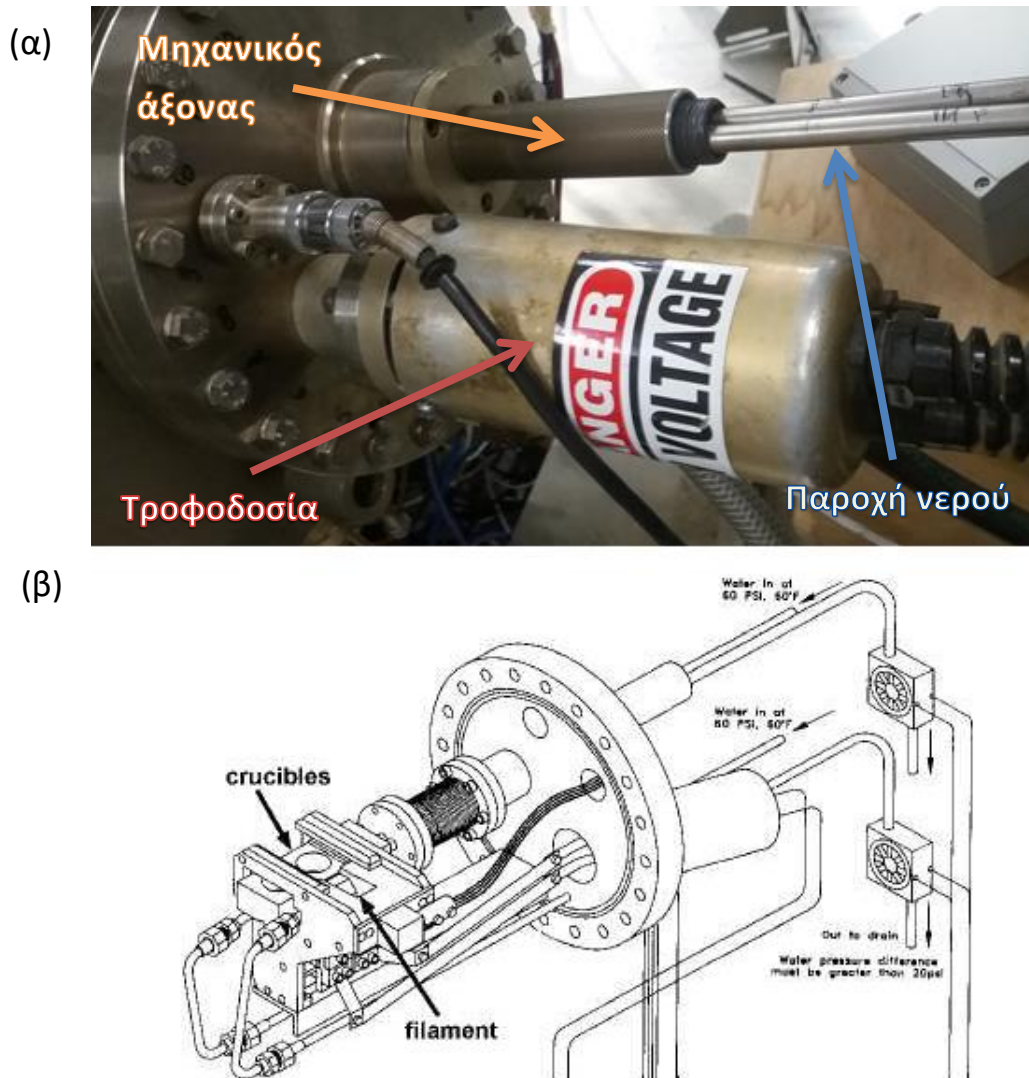 (α)
Μηχανικός
άξονας
DANGER
VOLTAGE
Τροφοδοσία
Παροχή νερού
(β)
Water in at
60 PSI, 60°F
Water in at
60 PSI, 60°F
crucibles
filament
Out to drain
Water pressure difference
must be greater than 20psi